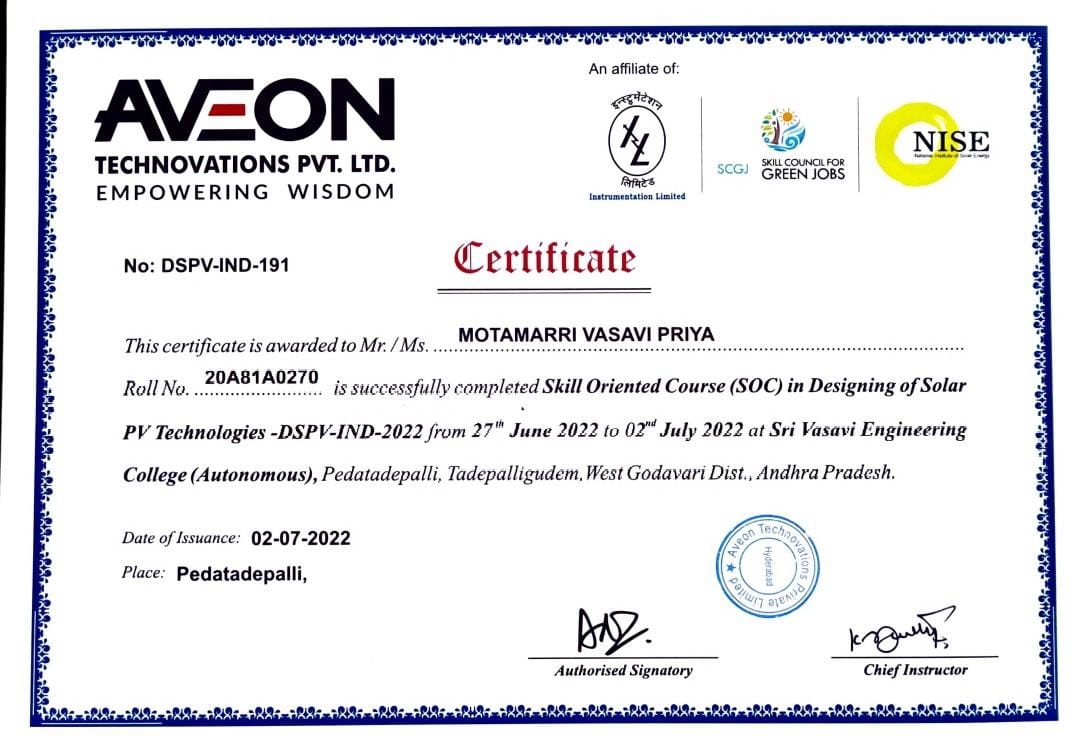 AVEON
TECHNOVATIONS PVT. LTD.
EMPOWERING WISDOM
An affiliate of:
इन्स्ट्रूमेंटेशन
लिमिटेड
Instrumentation Limited
SCGJ
SKILL COUNCIL FOR
GREEN JOBS
NISE
National Institute of Solar Energy
No: DSPV-IND-191
Certificate
This certificate is awarded to Mr. / Ms. MOTAMARRI VASAVI PRIYA
Roll No. 20A81A0270 is successfully completed Skill Oriented Course (SOC) in Designing of Solar
PV Technologies -DSPV-IND-2022 from 27th June 2022 to 02nd July 2022 at Sri Vasavi Engineering
College (Autonomous), Pedatadepalli, Tadepalligudem, West Godavari Dist., Andhra Pradesh.
Date of Issuance: 02-07-2022
Place: Pedatadepalli,
Aveon Technovations Private Limited
Hyderabad
Authorised Signatory
Chief Instructor